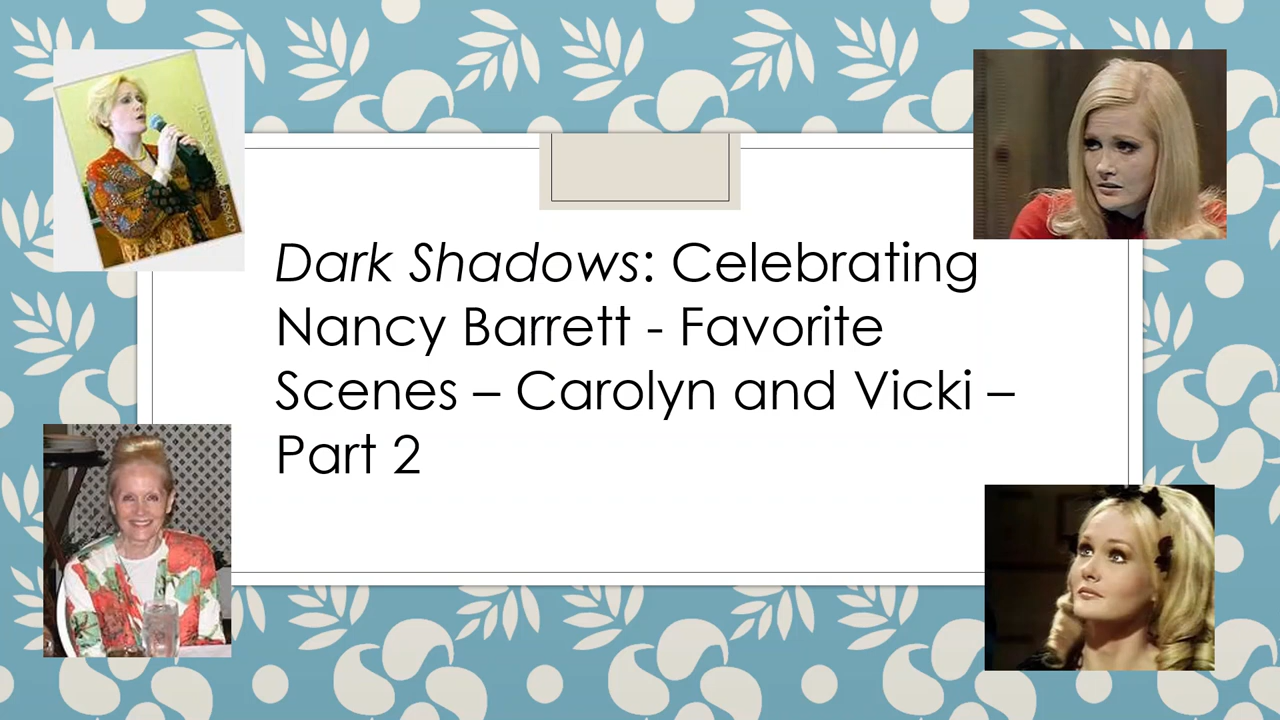 Dark Shadows: Celebrating
Nancy Barrett - Favorite
Scenes – Carolyn and Vicki –
Part 2